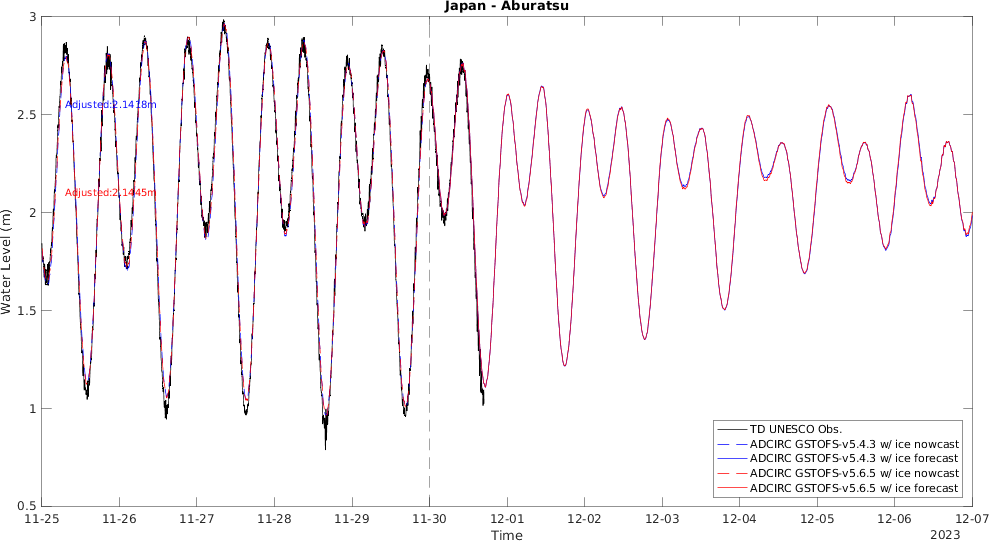 Japan - Aburatsu
3
2.5
2
1.5
1
0.5
Water Level (m)
Adjusted:2.1418m
Adjusted:2.1445m
TD UNESCO Obs.
ADCIRC GSTOFS-v5.4.3 w/ ice nowcast
ADCIRC GSTOFS-v5.4.3 w/ ice forecast
ADCIRC GSTOFS-v5.6.5 w/ ice nowcast
ADCIRC GSTOFS-v5.6.5 w/ ice forecast
11-25 11-26 11-27 11-28 11-29 11-30 12-01 12-02 12-03 12-04 12-05 12-06 12-07
Time
2023